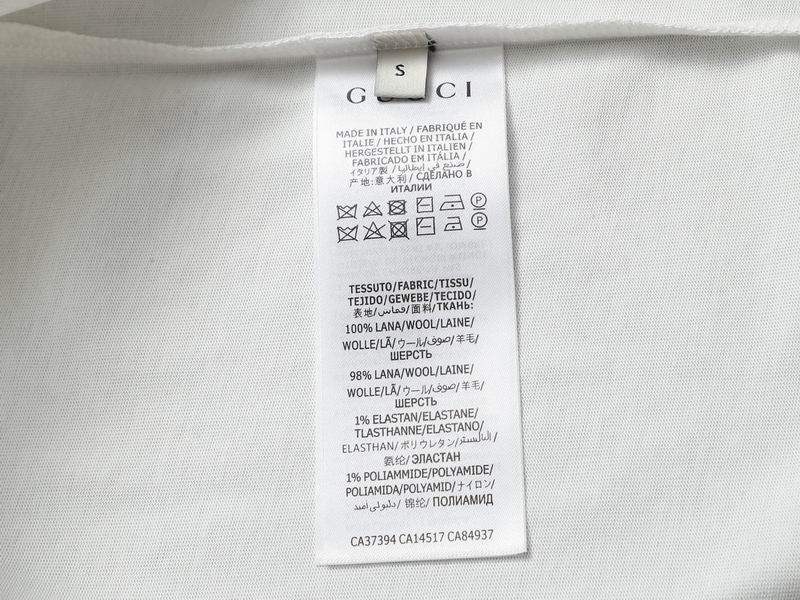 S
GUCCI
MADE IN ITALY / FABRIQUÉ EN
ITALIE / HECHO EN ITALIA /
HERGESTELLT IN ITALIEN /
FABRICADO EM ITÁLIA /
イタリア製 / صنع في إيطاليا /
产地:意大利 / СДЕЛАНО В
ИТАЛИИ
TESSUTO/FABRIC/TISSU/
TEJIDO/GEWEBE/TECIDO/
表地/قماش/面料/ТКАНЬ:
100% LANA/WOOL/LAINE/
WOLLE/LÃ/ウール/صوف/羊毛/
ШЕРСТЬ
98% LANA/WOOL/LAINE/
WOLLE/LÃ/ウール/صوف/羊毛/
ШЕРСТЬ
1% ELASTAN/ELASTANE/
TLASTHANNE/ELASTANO/
ELASTHAN/ポリウレタン/
氨纶/ЭЛАСТАН
1% POLIAMMIDE/POLYAMIDE/
POLIAMIDA/POLYAMID/ナイロン/
锦纶/ ПОЛИАМИД
CA37394 CA14517 CA84937